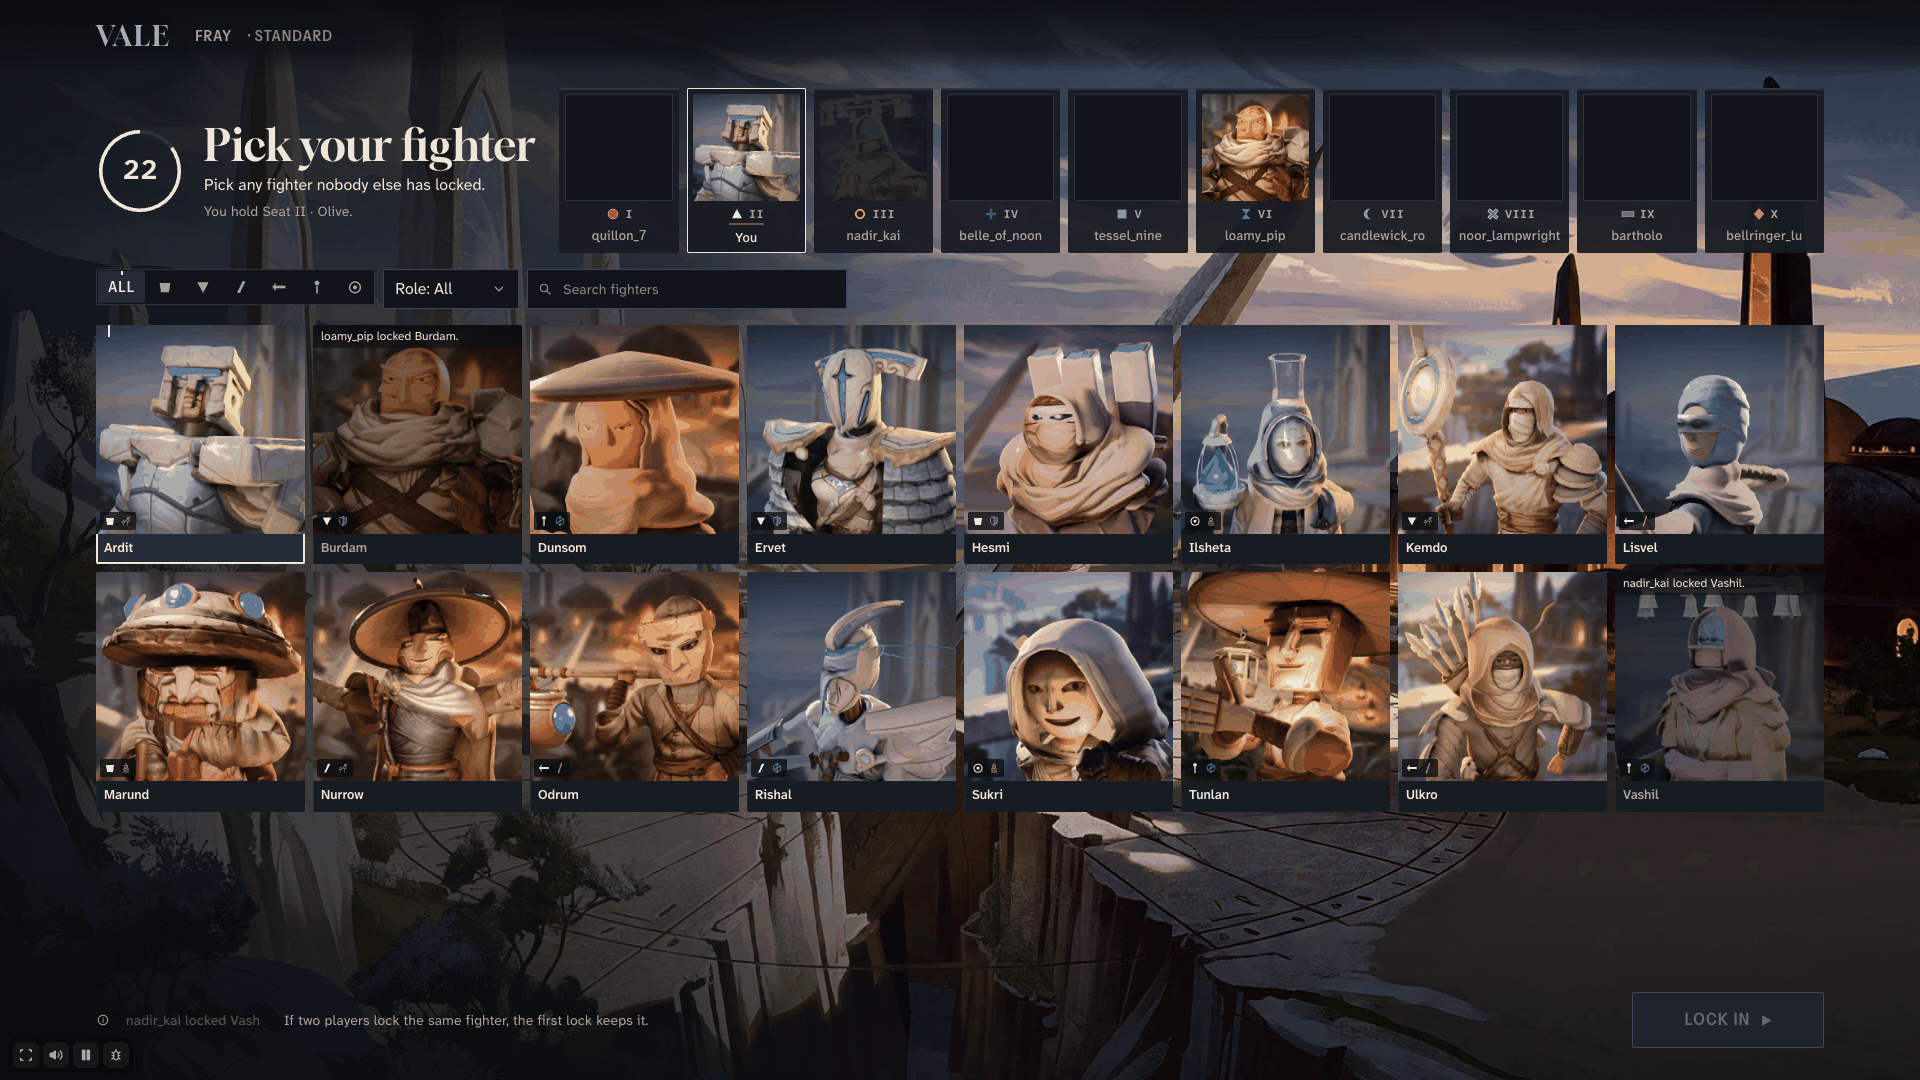 VALE FRAY · STANDARD
22
Pick your fighter
Pick any fighter nobody else has locked.
You hold Seat II · Olive.
I
quillon_7
II
You
III
nadir_kai
IV
belle_of_noon
V
tessel_nine
VI
loamy_pip
VII
candlewick_ro
VIII
noor_lampwright
IX
bartholo
X
bellringer_lu
ALL
Role: All
Search fighters
loamy_pip locked Burdam.
Ardit
Burdam
Dunsom
Ervet
Hesmi
Ilsheta
Kemdo
Lisvel
nadir_kai locked Vashil.
Marund
Nurrow
Odrum
Rishal
Sukri
Tunlan
Ulkro
Vashil
nadir_kai locked Vash
If two players lock the same fighter, the first lock keeps it.
LOCK IN